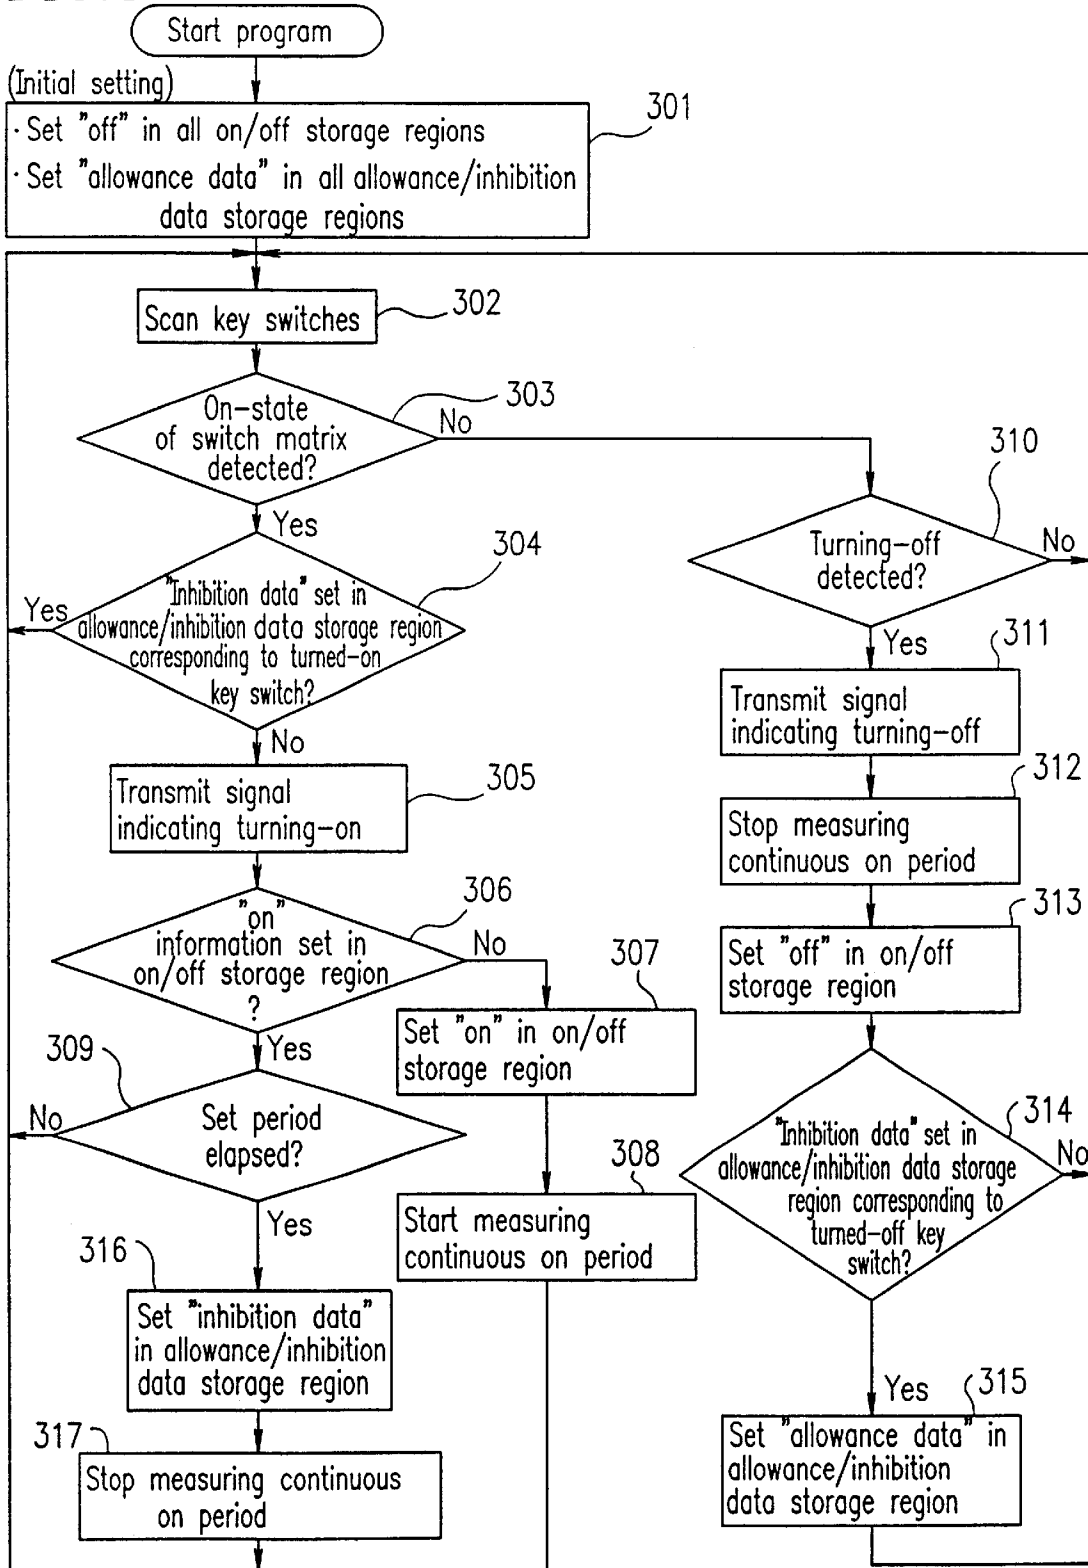 Start program
(Initial setting)
· Set "off" in all on/off storage regions
· Set "allowance data" in all allowance/inhibition
data storage regions
301
Scan key switches
302
On-state
of switch matrix
detected?
303
No
Yes
"Inhibition data" set in
allowance/inhibition data storage region
corresponding to turned-on
key switch?
304
Yes
No
Transmit signal
indicating turning-on
305
"on"
information set in
on/off storage region
?
306
No
Yes
307
Set "on" in on/off
storage region
308
Start measuring
continuous on period
309
Set period
elapsed?
No
Yes
316
Set "inhibition data"
in allowance/inhibition
data storage region
317
Stop measuring continuous
on period
310
Turning-off
detected?
No
Yes
311
Transmit signal
indicating turning-off
312
Stop measuring
continuous on period
313
Set "off" in on/off
storage region
314
"Inhibition data" set in
allowance/inhibition data storage
region corresponding to
turned-off key
switch?
No
Yes
315
Set "allowance data" in
allowance/inhibition
data storage region